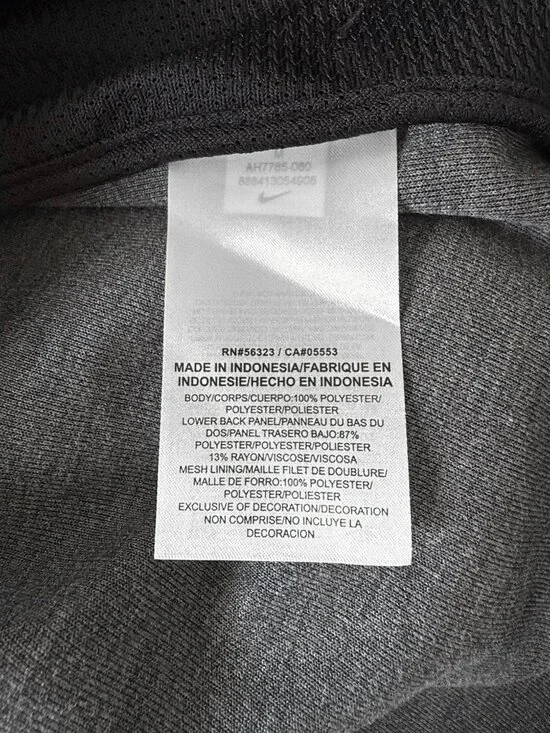 M
AH7765-060
RN#56323 / CA#05553
MADE IN INDONESIA/FABRIQUE EN
INDONESIE/HECHO EN INDONESIA
BODY/CORPS/CUERPO:100% POLYESTER/
POLYESTER/POLIESTER
LOWER BACK PANEL/PANNEAU DU BAS DU
DOS/PANEL TRASERO BAJO:87%
POLYESTER/POLYESTER/POLIESTER
13% RAYON/VISCOSE/VISCOSA
MESH LINING/MAILLE FILET DE DOUBLURE/
MALLE DE FORRO:100% POLYESTER/
POLYESTER/POLIESTER
EXCLUSIVE OF DECORATION/DECORATION
NON COMPRISE/NO INCLUYE LA
DECORACION